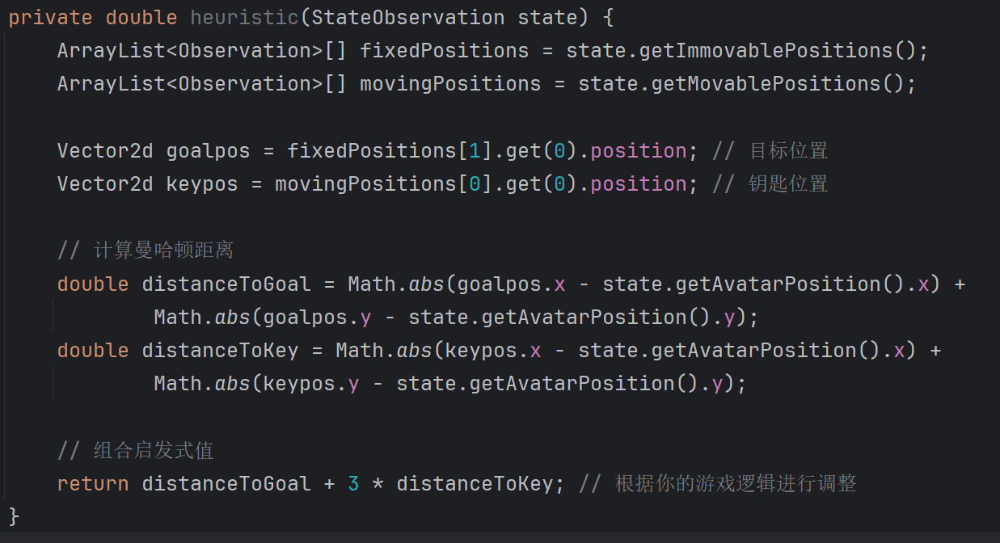 private double heuristic(StateObservation state) {
ArrayList<Observation>[] fixedPositions = state.getImmovablePositions();
ArrayList<Observation>[] movingPositions = state.getMovablePositions();
Vector2d goalpos = fixedPositions[1].get(0).position; // 目标位置
Vector2d keypos = movingPositions[0].get(0).position; // 钥匙位置
// 计算曼哈顿距离
double distanceToGoal = Math.abs(goalpos.x - state.getAvatarPosition().x) +
Math.abs(goalpos.y - state.getAvatarPosition().y);
double distanceToKey = Math.abs(keypos.x - state.getAvatarPosition().x) +
Math.abs(keypos.y - state.getAvatarPosition().y);
// 组合启发式值
return distanceToGoal + 3 * distanceToKey; // 根据你的游戏逻辑进行调整
}